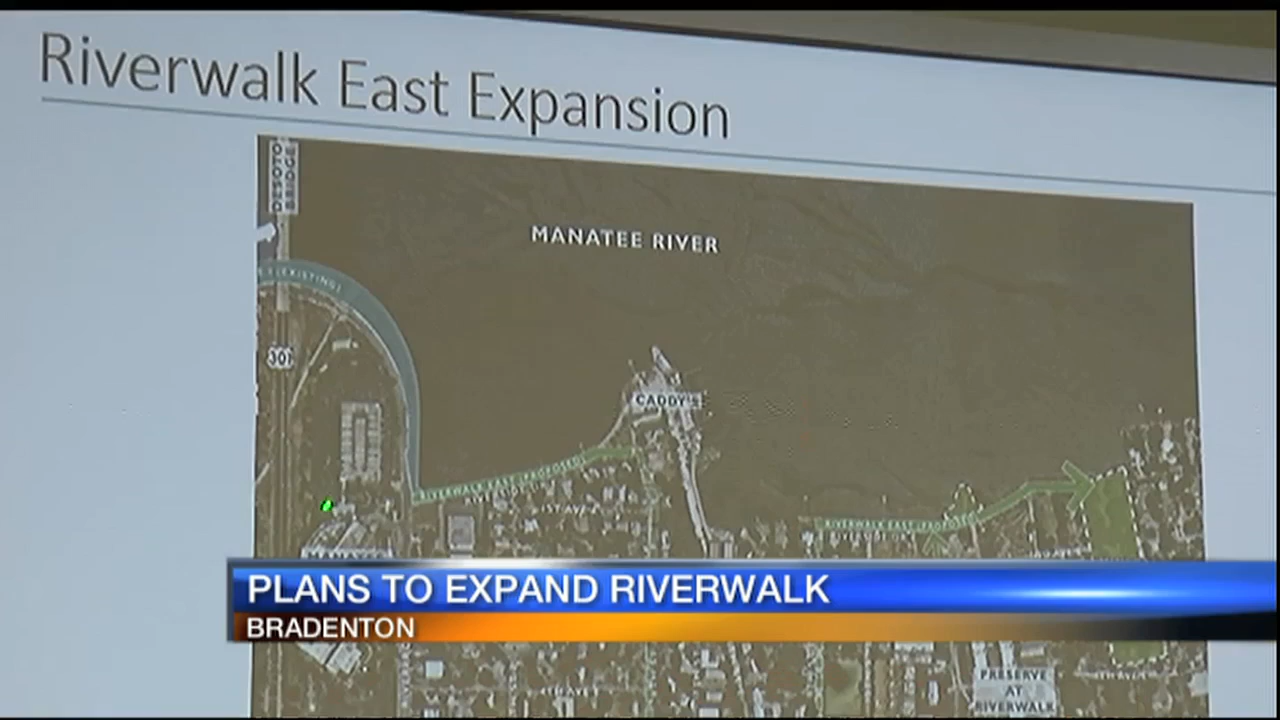 Riverwalk East Expansion
DESOTO
BRIDGE
MANATEE RIVER
(EXISTING)
301
CADDY'S
RIVERWALK EAST (PROPOSED)
RIVERWALK EAST (PROPOSED)
PLANS TO EXPAND RIVERWALK
BRADENTON
PRESERVE
AT
RIVERWALK